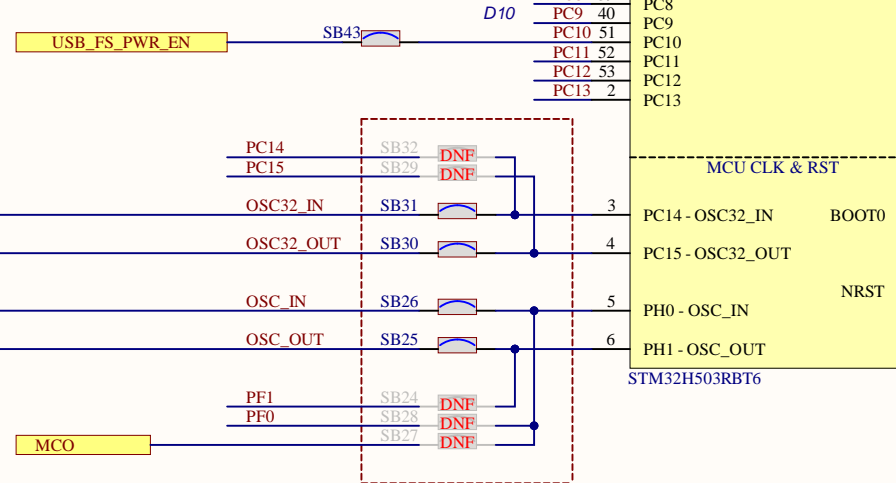 PC8
D10 PC9 40 PC9
USB_FS_PWR_EN SB43 PC10 51 PC10
PC11 52 PC11
PC12 53 PC12
PC13 2 PC13
PC14 SB32 DNF
PC15 SB29 DNF
MCU CLK & RST
OSC32_IN SB31 3 PC14 - OSC32_IN BOOT0
OSC32_OUT SB30 4 PC15 - OSC32_OUT
NRST
OSC_IN SB26 5 PH0 - OSC_IN
OSC_OUT SB25 6 PH1 - OSC_OUT
STM32H503RBT6
PF1 SB24 DNF
PF0 SB28 DNF
MCO SB27 DNF